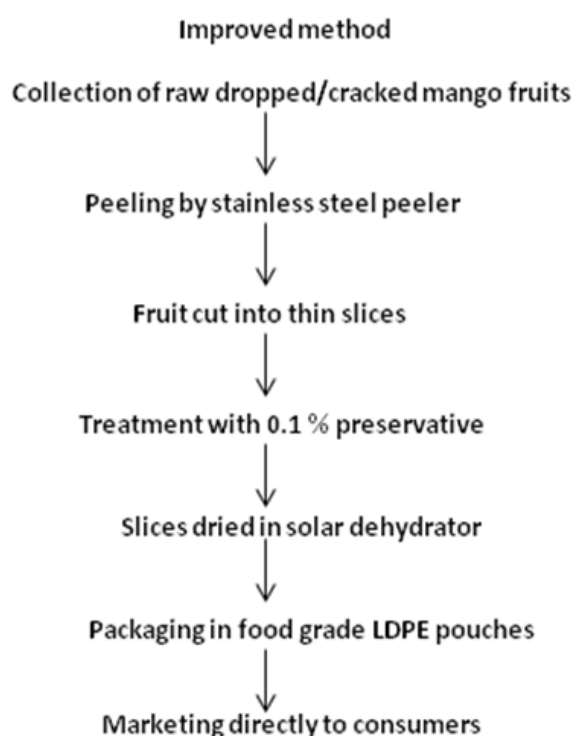 Improved method
Collection of raw dropped/cracked mango fruits
Peeling by stainless steel peeler
Fruit cut into thin slices
Treatment with 0.1 % preservative
Slices dried in solar dehydrator
Packaging in food grade LDPE pouches
Marketing directly to consumers